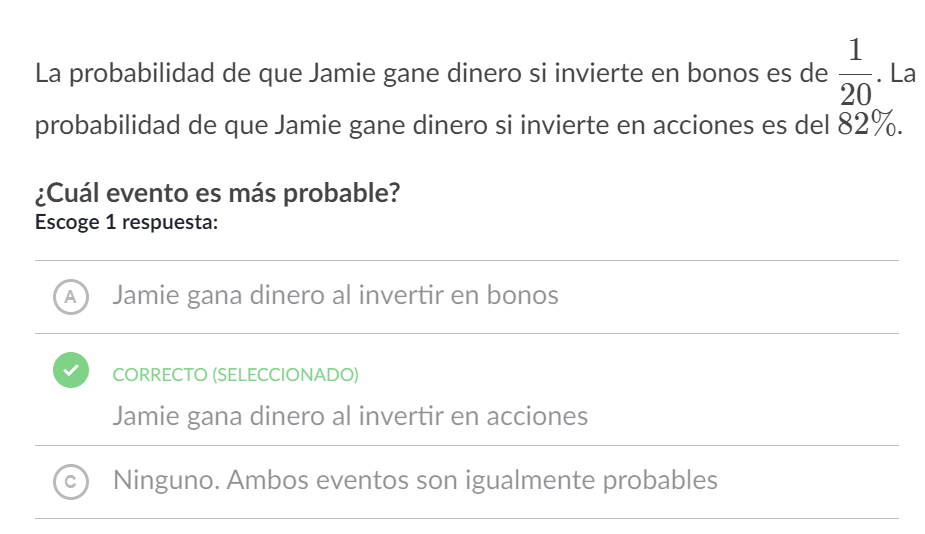 La probabilidad de que Jamie gane dinero si invierte en bonos es de 1/20. La
probabilidad de que Jamie gane dinero si invierte en acciones es del 82%.
¿Cuál evento es más probable?
Escoge 1 respuesta:
A Jamie gana dinero al invertir en bonos
CORRECTO (SELECCIONADO)
Jamie gana dinero al invertir en acciones
C Ninguno. Ambos eventos son igualmente probables